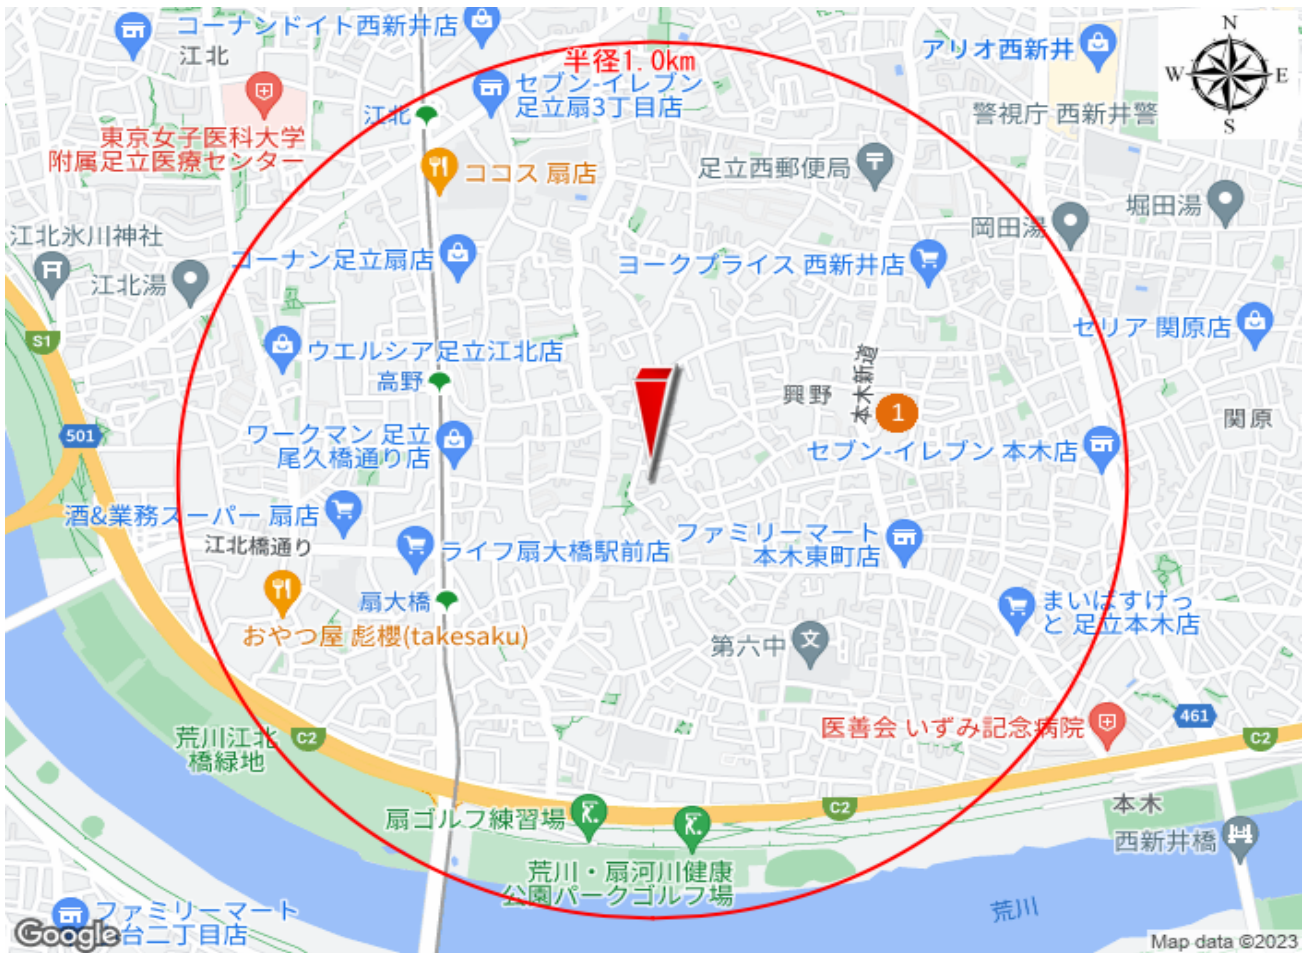 コーナンドイト西新井店
江北
半径1.0km
アリオ西新井
N
W
E
S
セブン-イレブン
足立扇3丁目店
江北
警視庁 西新井警
東京女子医科大学
附属足立医療センター
ココス 扇店
足立西郵便局
堀田湯
岡田湯
江北氷川神社
コーナン足立扇店
ヨークプライス 西新井店
江北湯
セリア 関原店
S1
ウエルシア足立江北店
高野
本木新道
興野
1
関原
501
ワークマン 足立
尾久橋通り店
セブン-イレブン 本木店
酒&業務スーパー 扇店
江北橋通り
ライフ扇大橋駅前店
ファミリーマート
本木東町店
扇大橋
まいばすけっ
と 足立本木店
おやつ屋 彪櫻(takesaku)
第六中
文
461
医善会 いずみ記念病院
荒川江北
橋緑地
C2
C2
C2
扇ゴルフ練習場
本木
西新井橋
荒川・扇河川健康
公園パークゴルフ場
荒川
ファミリーマート
台二丁目店
Google
Map data ©2023